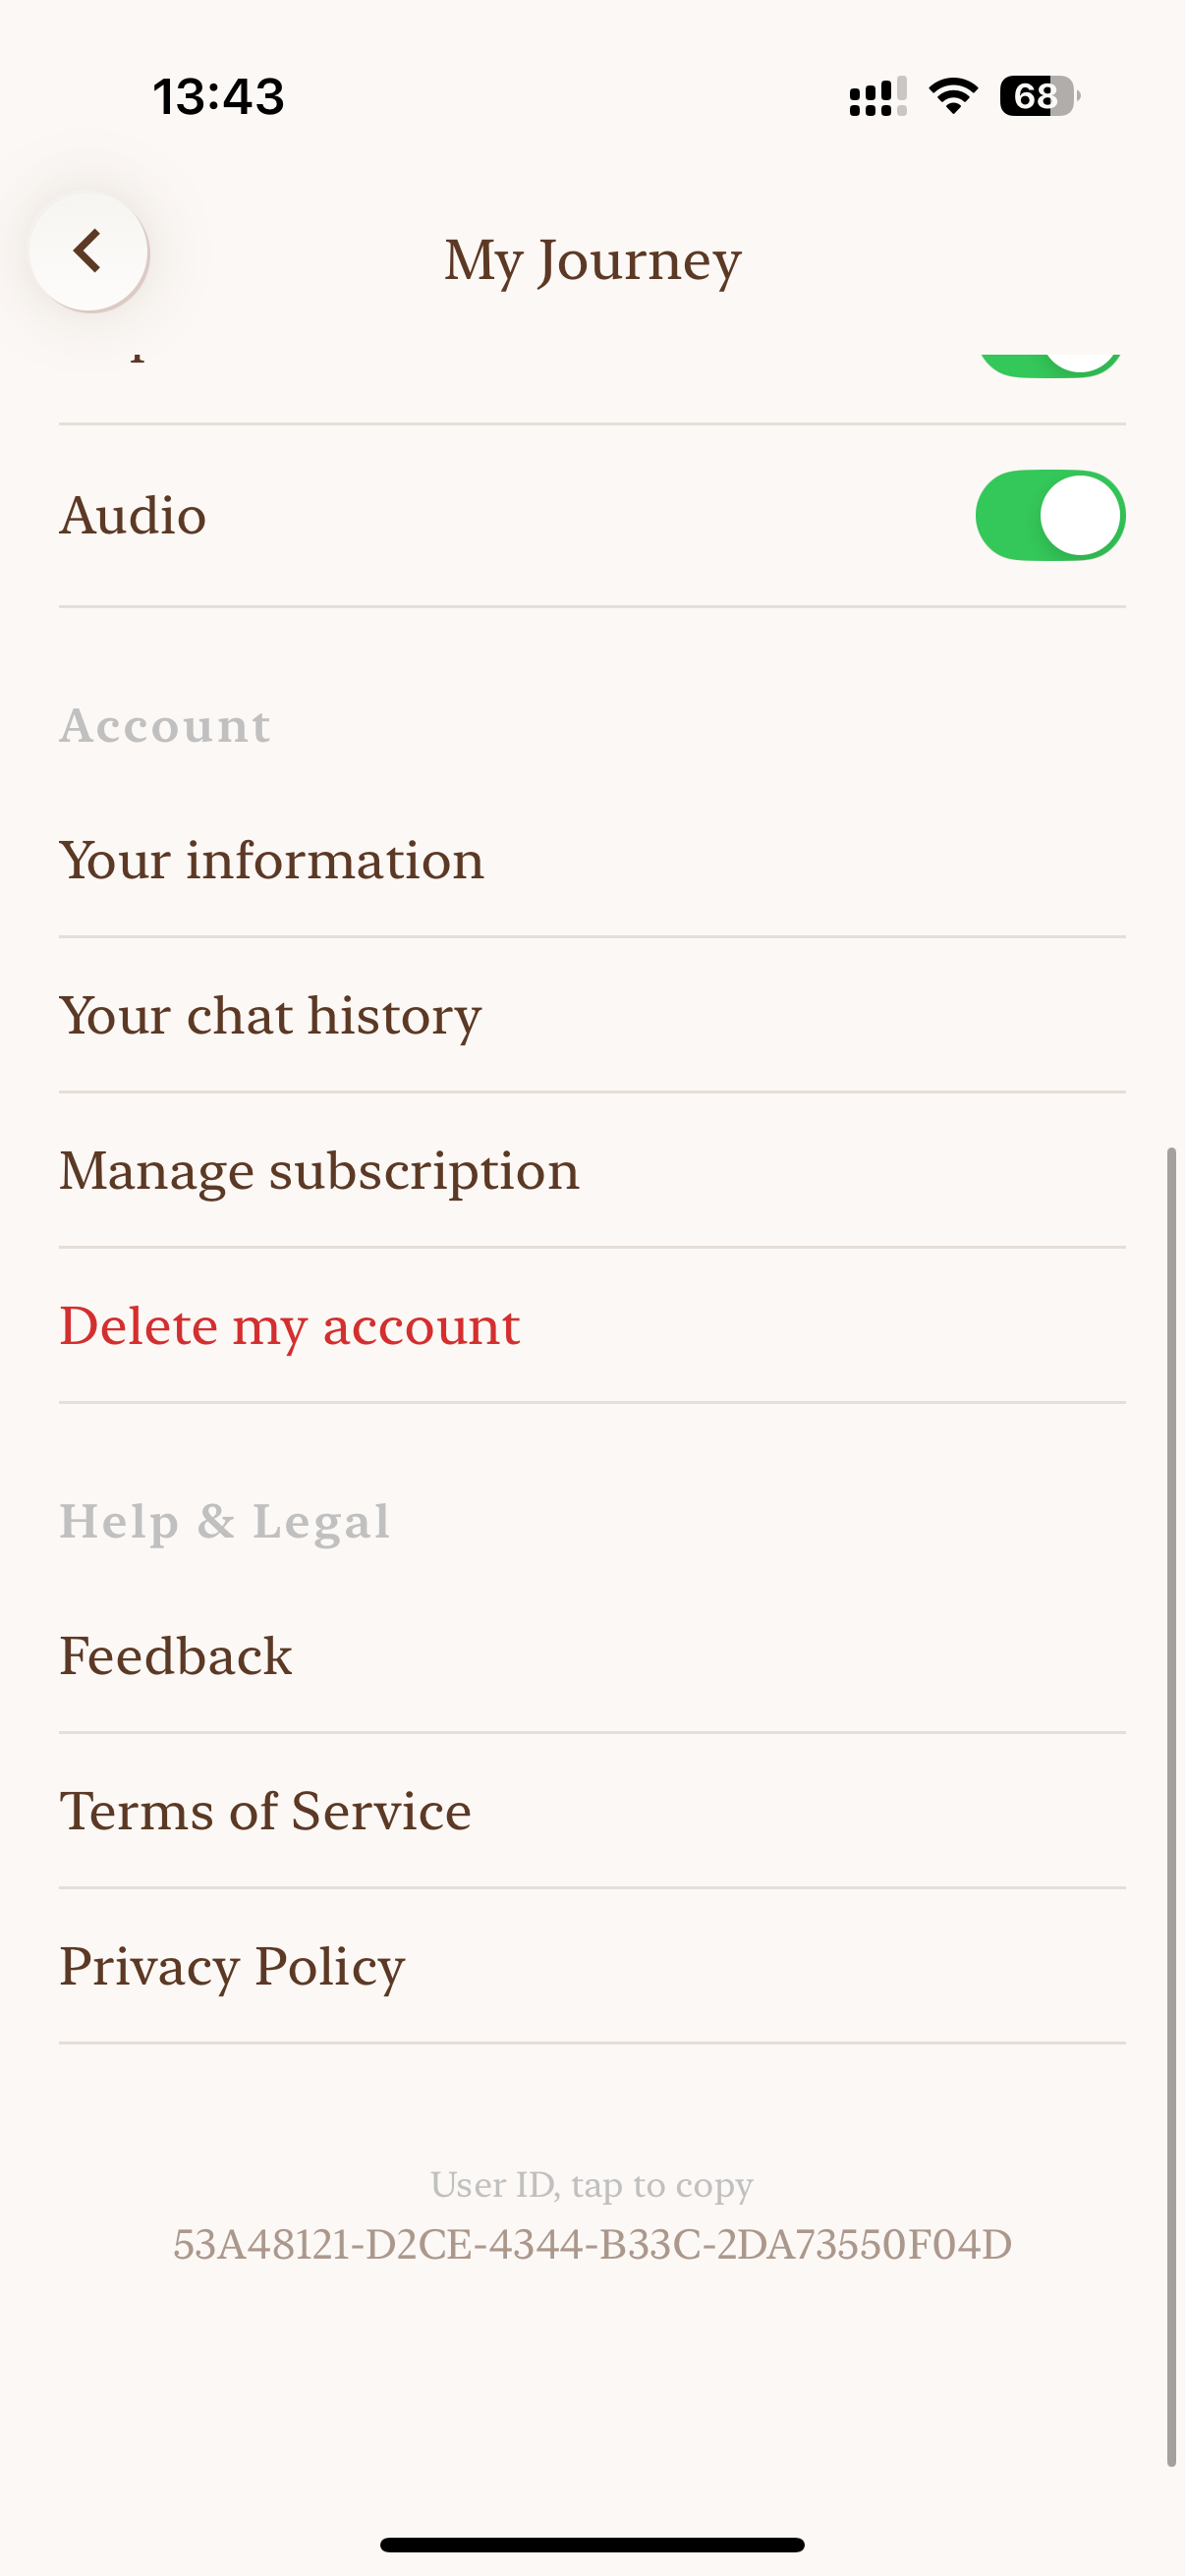 13:43
68
My Journey
Audio
Account
Your information
Your chat history
Manage subscription
Delete my account
Help & Legal
Feedback
Terms of Service
Privacy Policy
User ID, tap to copy
53A48121-D2CE-4344-B33C-2DA73550F04D